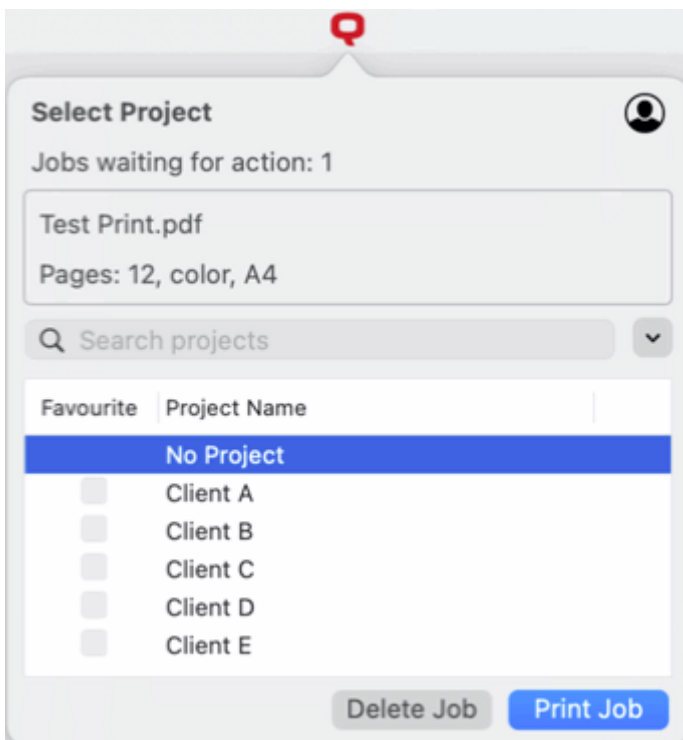 Q
Select Project
Jobs waiting for action: 1
Test Print.pdf
Pages: 12, color, A4
Search projects
Favourite Project Name
No Project
Client A
Client B
Client C
Client D
Client E
Delete Job Print Job